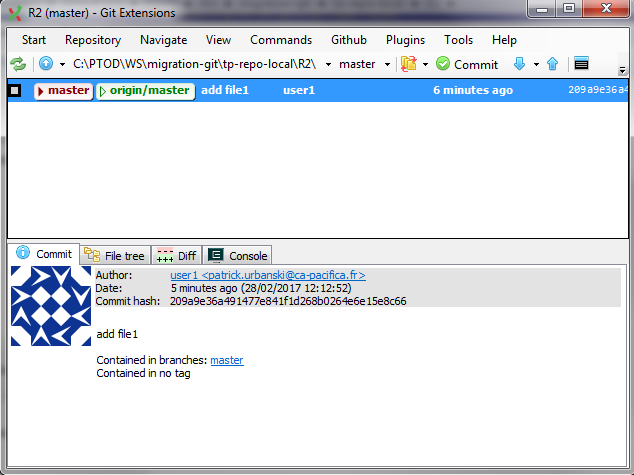 R2 (master) - Git Extensions
Start Repository Navigate View Commands Github Plugins Tools Help
C:\PTOD\WS\migration-git\tp-repo-local\R2\ master Commit
master origin/master add file1 user1 6 minutes ago 209a9e36a4
Commit File tree Diff Console
Author: user1 <patrick.urbanski@ca-pacifica.fr>
Date: 5 minutes ago (28/02/2017 12:12:52)
Commit hash: 209a9e36a491477e841f1d268b0264e6e15e8c66
add file1
Contained in branches: master
Contained in no tag